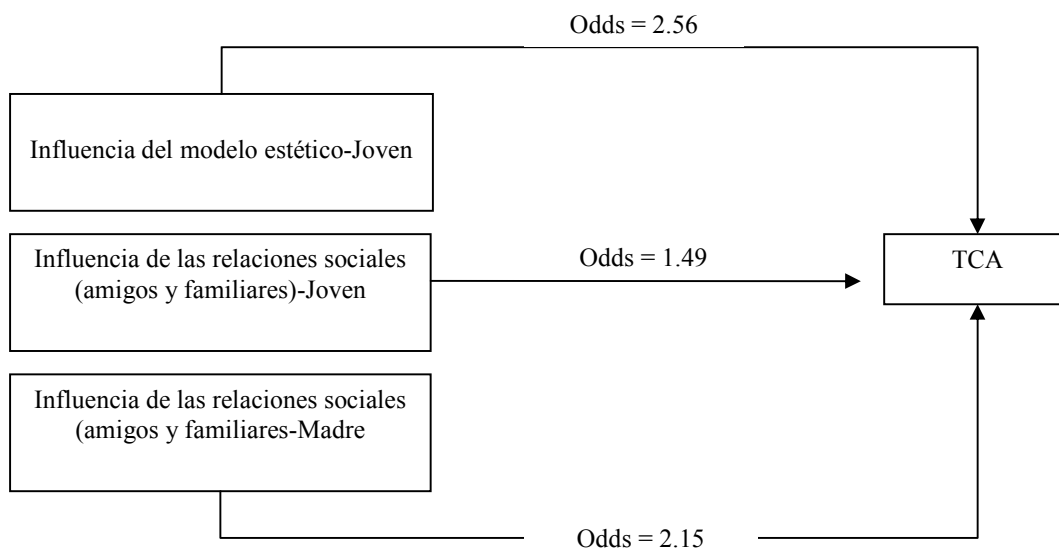 Odds = 2.56
Influencia del modelo estético-Joven
Influencia de las relaciones sociales
(amigos y familiares)-Joven
Odds = 1.49
TCA
Influencia de las relaciones sociales
(amigos y familiares-Madre
Odds = 2.15